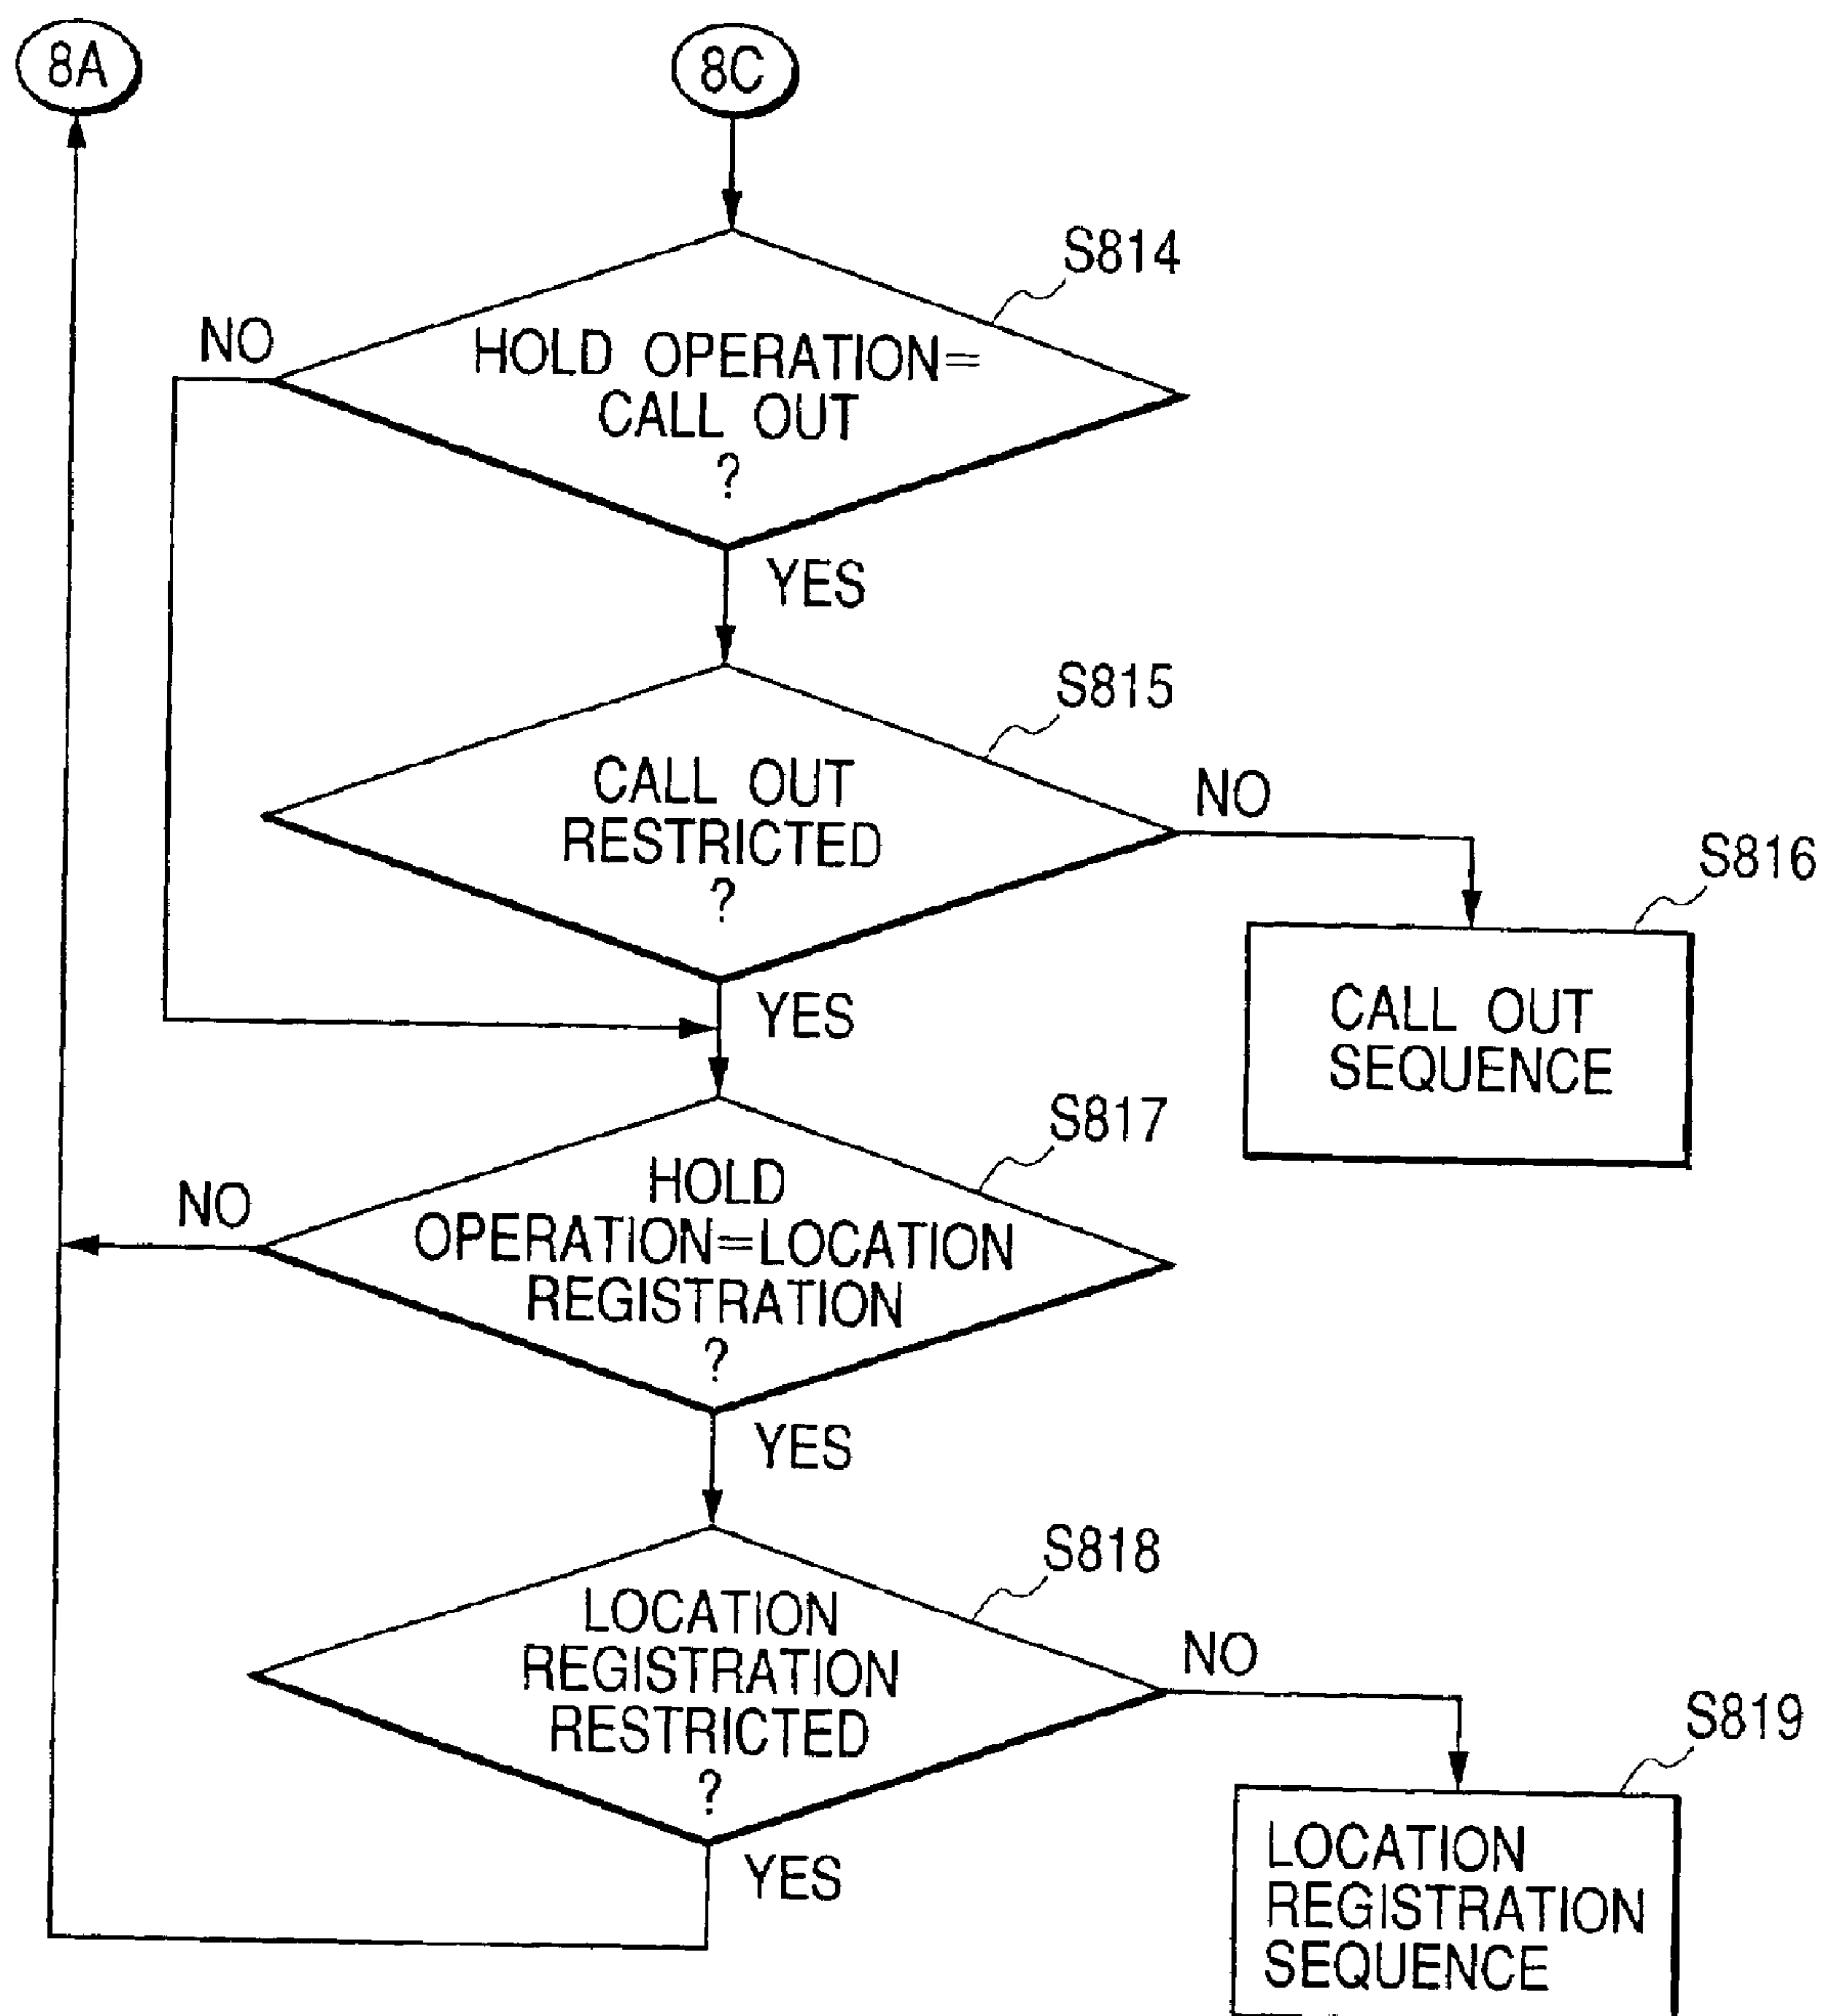 8A
8C
S814
NO
HOLD OPERATION=
CALL OUT
?
YES
S815
CALL OUT
RESTRICTED
?
NO
S816
YES
CALL OUT
SEQUENCE
S817
HOLD
NO
OPERATION=LOCATION
REGISTRATION
?
YES
S818
LOCATION
REGISTRATION
RESTRICTED
?
NO
S819
YES
LOCATION
REGISTRATION
SEQUENCE